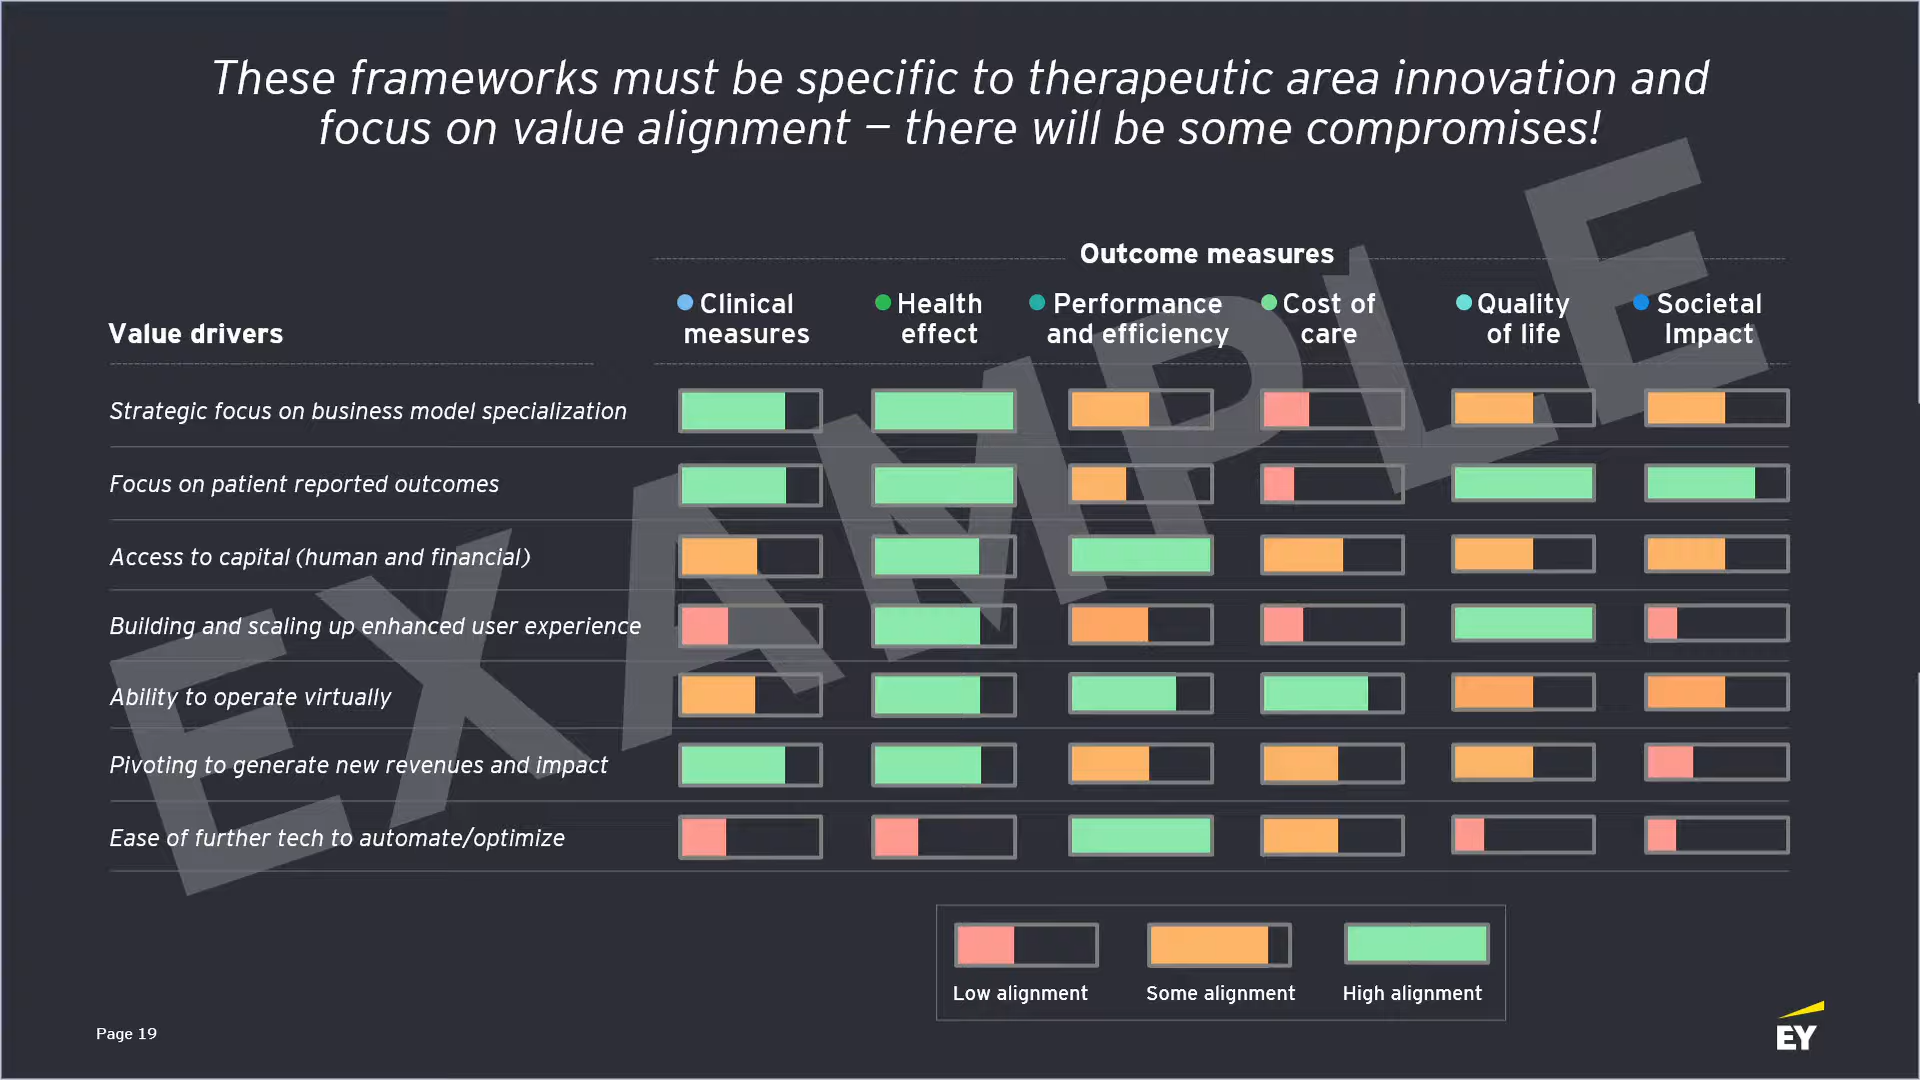 These frameworks must be specific to therapeutic area innovation and
focus on value alignment – there will be some compromises!
Outcome measures
Value drivers
Clinical
measures
Health
effect
Performance
and efficiency
Cost of
care
Quality
of life
Societal
Impact
Strategic focus on business model specialization
Focus on patient reported outcomes
Access to capital (human and financial)
Building and scaling up enhanced user experience
Ability to operate virtually
Pivoting to generate new revenues and impact
Ease of further tech to automate/optimize
EXAMPLE
Low alignment
Some alignment
High alignment
Page 19
EY